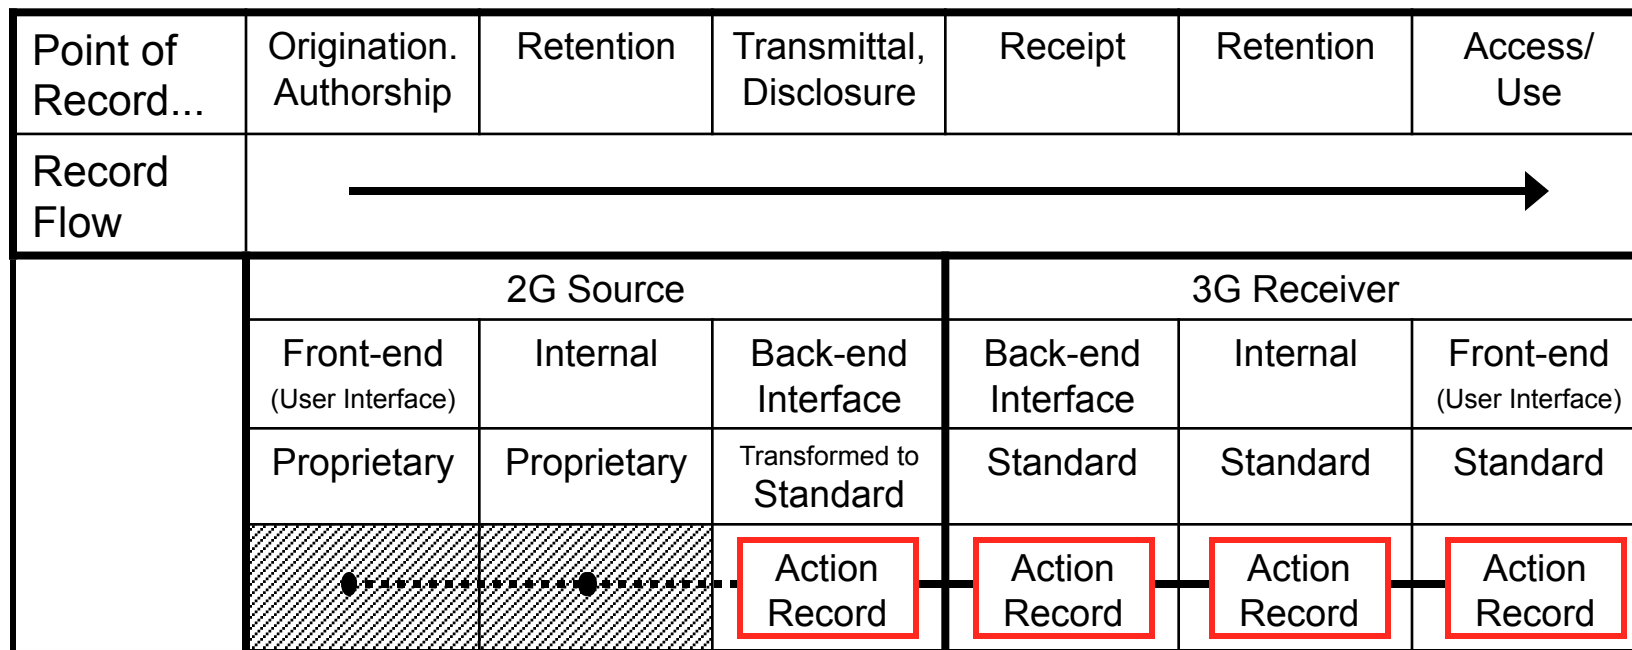 Point of
Record...
Origination.
Authorship
Retention
Transmittal,
Disclosure
Receipt
Retention
Access/
Use
Record
Flow
2G Source
3G Receiver
Front-end
(User Interface)
Internal
Back-end
Interface
Back-end
Interface
Internal
Front-end
(User Interface)
Proprietary
Proprietary
Transformed to
Standard
Standard
Standard
Standard
Action
Record
Action
Record
Action
Record
Action
Record